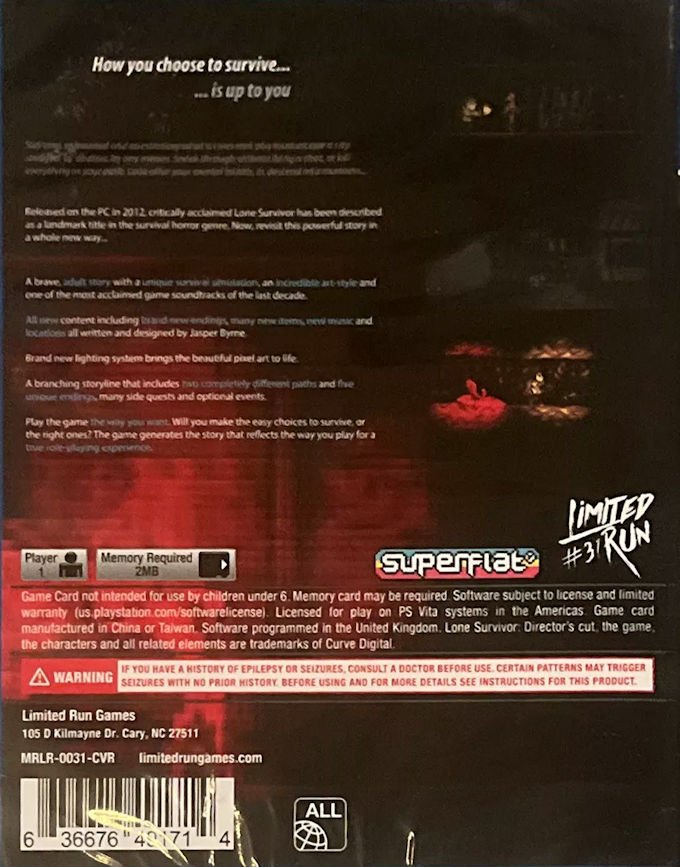 How you choose to survive...
... is up to you
Released on the PC in 2012, critically acclaimed Lone Survivor has been described
as a landmark title in the survival horror genre. Now, revisit this powerful story in
a whole new way...
A brave, adult story with a unique survival simulation, an incredible art-style and
one of the most acclaimed game soundtracks of the last decade.
All new content including brand new endings, many new items, new music and
locations all written and designed by Jasper Byrne.
Brand new lighting system brings the beautiful pixel art to life.
A branching storyline that includes two completely different paths and five
unique endings, many side quests and optional events.
Play the game the way you want. Will you make the easy choices to survive, or
the right ones? The game generates the story that reflects the way you play for a
true role-playing experience.
LIMITED
RUN
#31
Player
1
Memory Required
2MB
SUPERFLAT
Game Card not intended for use by children under 6. Memory card may be required. Software subject to license and limited
warranty (us.playstation.com/softwarelicense). Licensed for play on PS Vita systems in the Americas. Game card
manufactured in China or Taiwan. Software programmed in the United Kingdom. Lone Survivor: Director's cut, the game,
the characters and all related elements are trademarks of Curve Digital.
WARNING
IF YOU HAVE A HISTORY OF EPILEPSY OR SEIZURES, CONSULT A DOCTOR BEFORE USE. CERTAIN PATTERNS MAY TRIGGER
SEIZURES WITH NO PRIOR HISTORY. BEFORE USING AND FOR MORE DETAILS SEE INSTRUCTIONS FOR THIS PRODUCT.
Limited Run Games
105 D Kilmayne Dr. Cary, NC 27511
MRLR-0031-CVR limitedrungames.com
6 36676 49171 4
ALL